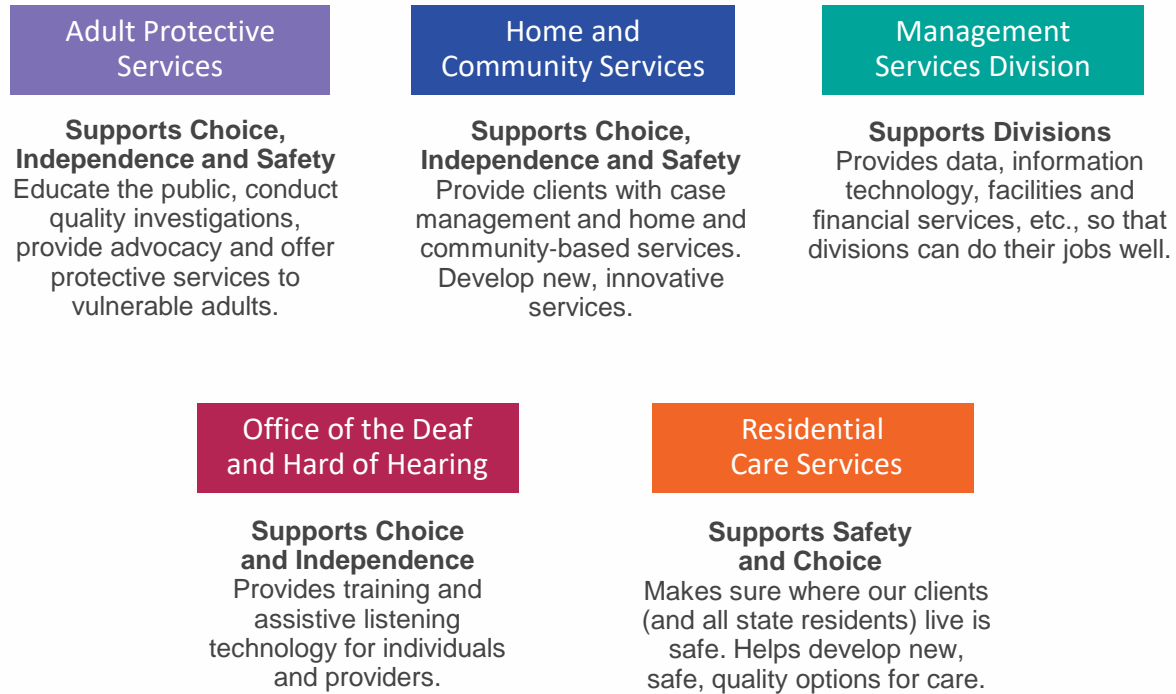 Adult Protective
Services
Supports Choice,
Independence and Safety
Educate the public, conduct
quality investigations,
provide advocacy and offer
protective services to
vulnerable adults.
Home and
Community Services
Supports Choice,
Independence and Safety
Provide clients with case
management and home and
community-based services.
Develop new, innovative
services.
Management
Services Division
Supports Divisions
Provides data, information
technology, facilities and
financial services, etc., so that
divisions can do their jobs well.
Office of the Deaf
and Hard of Hearing
Supports Choice
and Independence
Provides training and
assistive listening
technology for individuals
and providers.
Residential
Care Services
Supports Safety
and Choice
Makes sure where our clients
(and all state residents) live is
safe. Helps develop new,
safe, quality options for care.